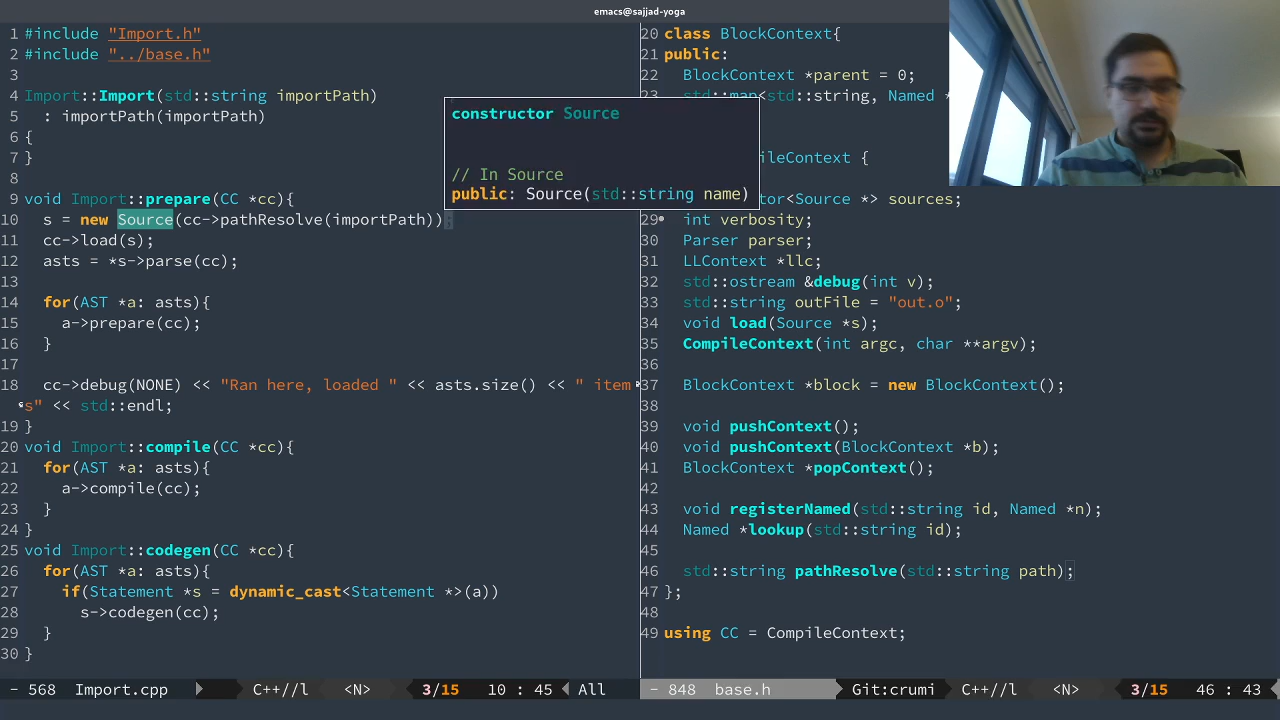 emacs@sajjad-yoga
1 #include "Import.h"
2 #include "../base.h"
3
4 Import::Import(std::string importPath)
5   : importPath(importPath)
6 {
7 }
8
9 void Import::prepare(CC *cc){
10   s = new Source(cc->pathResolve(importPath));
11   cc->load(s);
12   asts = *s->parse(cc);
13
14   for(AST *a: asts){
15     a->prepare(cc);
16   }
17
18   cc->debug(NONE) << "Ran here, loaded " << asts.size() << " item
s" << std::endl;
19 }
20 void Import::compile(CC *cc){
21   for(AST *a: asts){
22     a->compile(cc);
23   }
24 }
25 void Import::codegen(CC *cc){
26   for(AST *a: asts){
27     if(Statement *s = dynamic_cast<Statement *>(a))
28       s->codegen(cc);
29   }
30 }
constructor Source
// In Source
public: Source(std::string name)
20 class BlockContext{
21 public:
22   BlockContext *parent = 0;
23   std::map<std::string, Named *
ileContext {
tor<Source *> sources;
29   int verbosity;
30   Parser parser;
31   LLContext *llc;
32   std::ostream &debug(int v);
33   std::string outFile = "out.o";
34   void load(Source *s);
35   CompileContext(int argc, char **argv);
36
37   BlockContext *block = new BlockContext();
38
39   void pushContext();
40   void pushContext(BlockContext *b);
41   BlockContext *popContext();
42
43   void registerNamed(std::string id, Named *n);
44   Named *lookup(std::string id);
45
46   std::string pathResolve(std::string path);
47 };
48
49 using CC = CompileContext;
- 568 Import.cpp C++//l <N> 3/15 10 : 45 All
- 848 base.h Git:crumi C++//l <N> 3/15 46 : 43